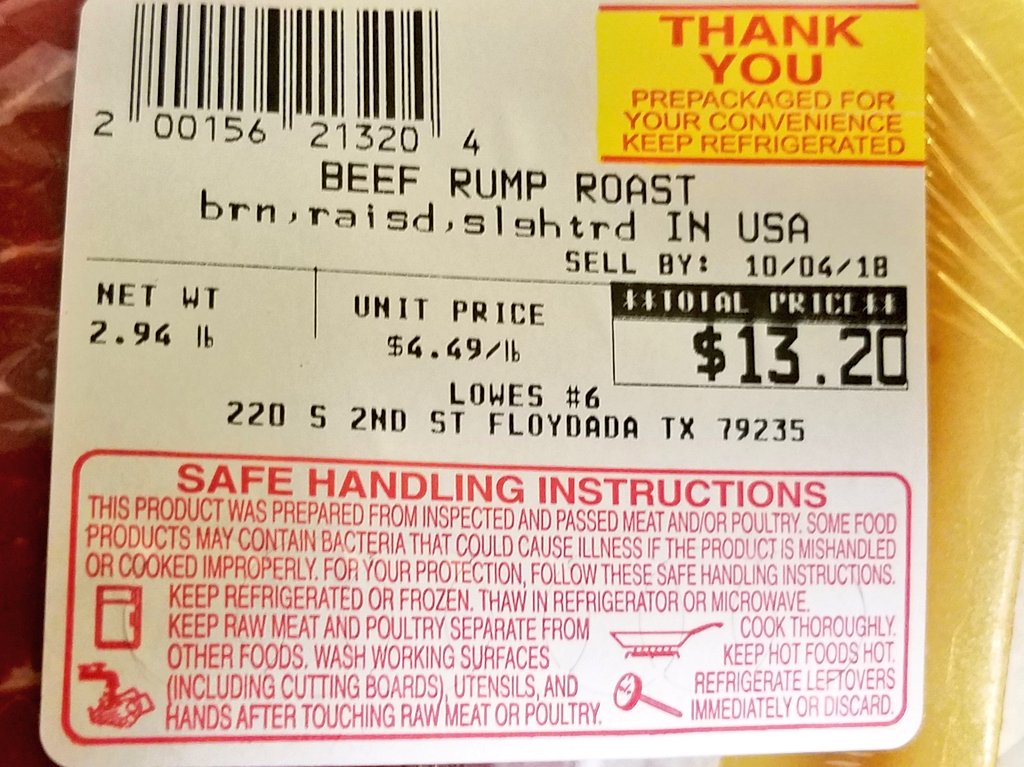 2 00156 21320 4
THANK
YOU
PREPACKAGED FOR
YOUR CONVENIENCE
KEEP REFRIGERATED
BEEF RUMP ROAST
brn,raisd,slghtrd IN USA
SELL BY: 10/04/18
NET WT
2.94 lb
UNIT PRICE
$4.49/lb
**TOTAL PRICE**
$13.20
LOWES #6
220 S 2ND ST FLOYDADA TX 79235
SAFE HANDLING INSTRUCTIONS
THIS PRODUCT WAS PREPARED FROM INSPECTED AND PASSED MEAT AND/OR POULTRY. SOME FOOD
PRODUCTS MAY CONTAIN BACTERIA THAT COULD CAUSE ILLNESS IF THE PRODUCT IS MISHANDLED
OR COOKED IMPROPERLY. FOR YOUR PROTECTION, FOLLOW THESE SAFE HANDLING INSTRUCTIONS.
KEEP REFRIGERATED OR FROZEN. THAW IN REFRIGERATOR OR MICROWAVE.
KEEP RAW MEAT AND POULTRY SEPARATE FROM
OTHER FOODS. WASH WORKING SURFACES
(INCLUDING CUTTING BOARDS), UTENSILS, AND
HANDS AFTER TOUCHING RAW MEAT OR POULTRY.
COOK THOROUGHLY.
KEEP HOT FOODS HOT.
REFRIGERATE LEFTOVERS
IMMEDIATELY OR DISCARD.